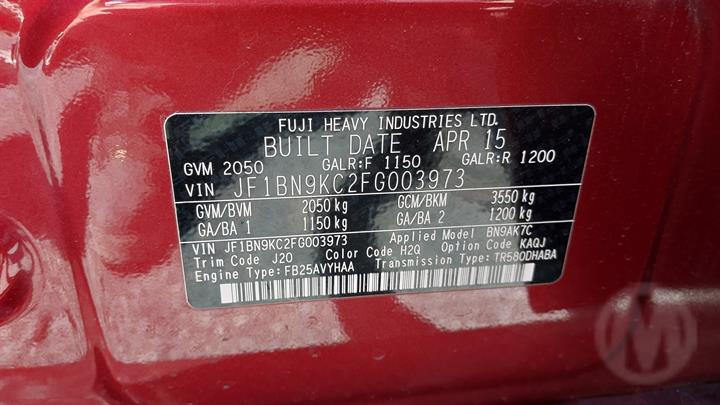 FUJI HEAVY INDUSTRIES LTD.
BUILT DATE APR 15
GVM 2050 GALR:F 1150 GALR:R 1200
VIN JF1BN9KC2FG003973
GVM/BVM 2050 kg GCM/BKM 3550 kg
GA/BA 1 1150 kg GA/BA 2 1200 kg
VIN JF1BN9KC2FG003973 Applied Model BN9AK7C
Trim Code J20 Color Code H2Q Option Code KAQJ
Engine Type: FB25AVYHAA Transmission Type: TR580DHABA
M